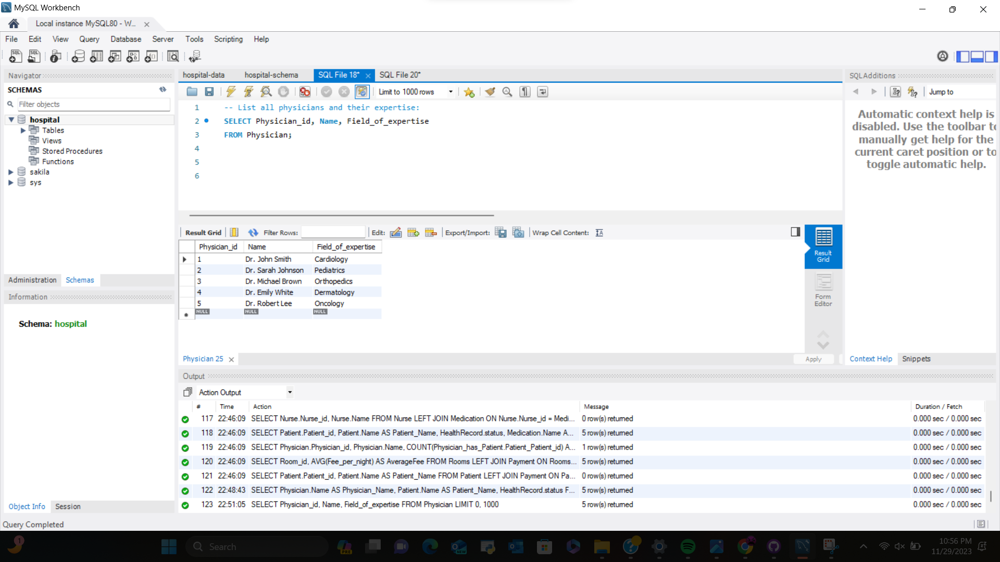 MySQL Workbench
Local instance MySQL80 - W...
File Edit View Query Database Server Tools Scripting Help
Navigator
SCHEMAS
Filter objects
hospital
Tables
Views
Stored Procedures
Functions
sakila
sys
Administration Schemas
Information
Schema: hospital
Object Info Session
hospital-data hospital-schema SQL File 18* SQL File 20*
Limit to 1000 rows
1 -- List all physicians and their expertise:
2 SELECT Physician_id, Name, Field_of_expertise
3 FROM Physician;
4
5
6
Result Grid Filter Rows: Edit: Export/Import: Wrap Cell Content:
Physician_id Name Field_of_expertise
1 Dr. John Smith Cardiology
2 Dr. Sarah Johnson Pediatrics
3 Dr. Michael Brown Orthopedics
4 Dr. Emily White Dermatology
5 Dr. Robert Lee Oncology
NULL NULL NULL
Result
Grid
Form
Editor
Physician 25
Apply
SQLAdditions
Jump to
Automatic context help is
disabled. Use the toolbar to
manually get help for the
current caret position or to
toggle automatic help.
Context Help Snippets
Output
Action Output
# Time Action Message Duration / Fetch
117 22:46:09 SELECT Nurse.Nurse_id, Nurse.Name FROM Nurse LEFT JOIN Medication ON Nurse.Nurse_id = Medi... 0 row(s) returned 0.000 sec / 0.000 sec
118 22:46:09 SELECT Patient.Patient_id, Patient.Name AS Patient_Name, HealthRecord.status, Medication.Name A... 5 row(s) returned 0.000 sec / 0.000 sec
119 22:46:09 SELECT Physician.Physician_id, Physician.Name, COUNT(Physician_has_Patient.Patient_Patient_id) A... 1 row(s) returned 0.000 sec / 0.000 sec
120 22:46:09 SELECT Room_id, AVG(Fee_per_night) AS AverageFee FROM Rooms LEFT JOIN Payment ON Rooms... 5 row(s) returned 0.000 sec / 0.000 sec
121 22:46:09 SELECT Patient.Patient_id, Patient.Name AS Patient_Name FROM Patient LEFT JOIN Payment ON Pa... 0 row(s) returned 0.000 sec / 0.000 sec
122 22:48:43 SELECT Physician.Name AS Physician_Name, Patient.Name AS Patient_Name, HealthRecord.status F... 5 row(s) returned 0.000 sec / 0.000 sec
123 22:51:05 SELECT Physician_id, Name, Field_of_expertise FROM Physician LIMIT 0, 1000 5 row(s) returned 0.000 sec / 0.000 sec
Query Completed
1
Search
PRE
NEW
10:56 PM
11/29/2023